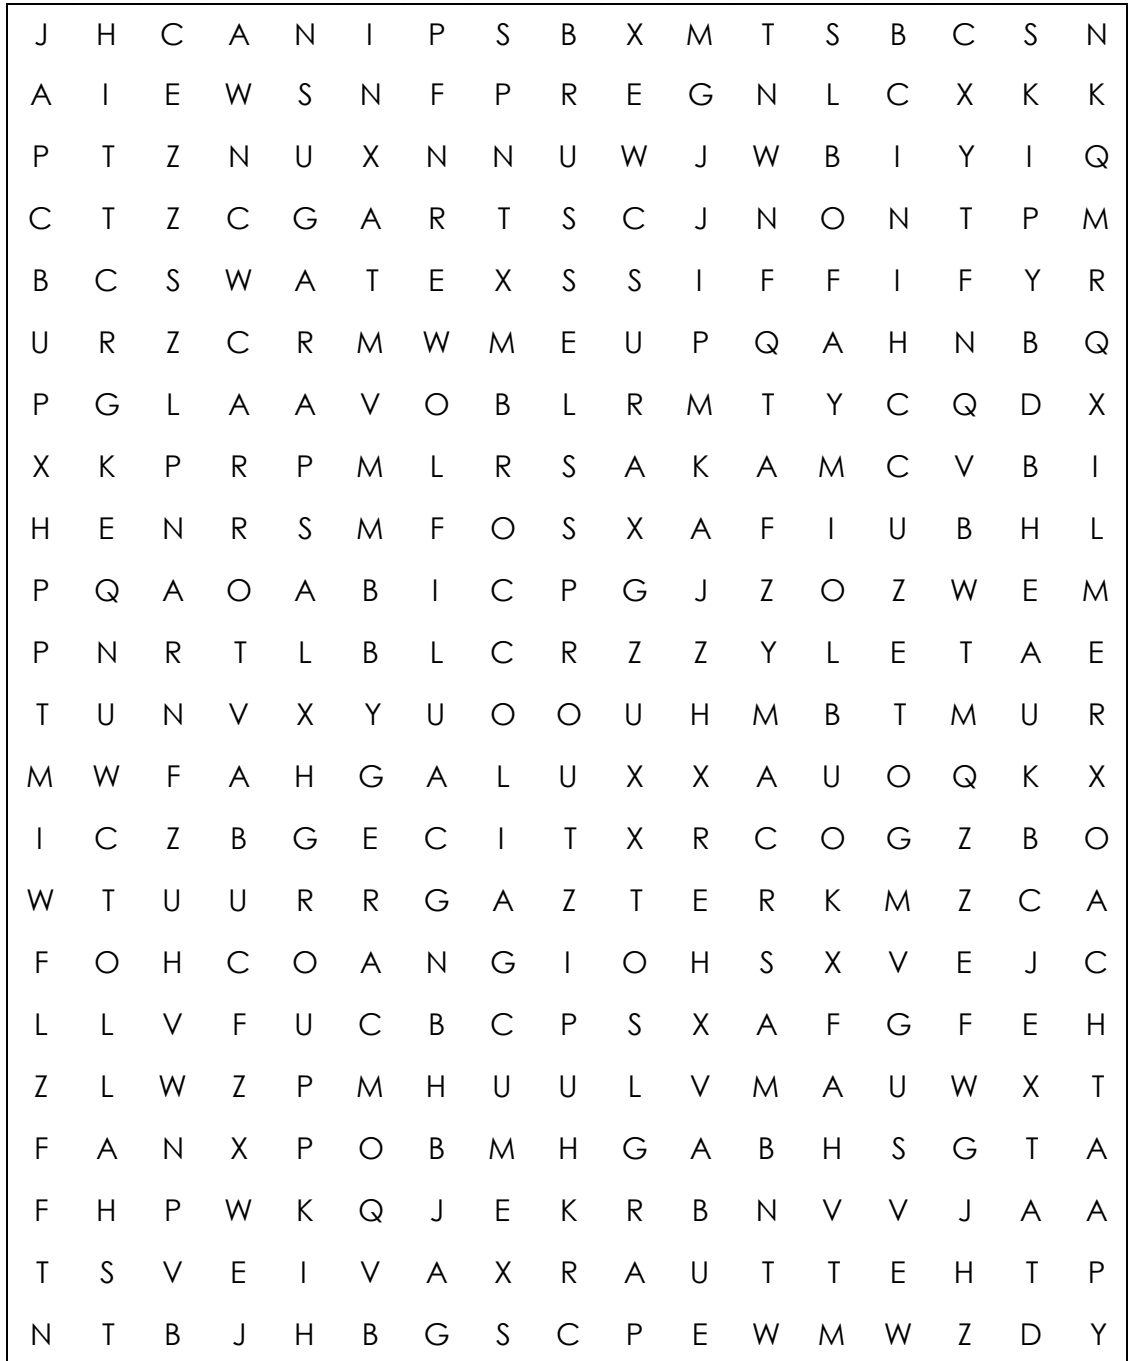 J H C A N I P S B X M T S B C S N
A I E W S N F P R E G N L C X K K
P T Z N U X N N U W J W B I Y I Q
C T Z C G A R T S C J N O N T P M
B C S W A T E X S S I F F I F Y R
U R Z C R M W M E U P Q A H N B Q
P G L A A V O B L R M T Y C Q D X
X K P R P M L R S A K A M C V B I
H E N R S M F O S X A F I U B H L
P Q A O A B I C P G J Z O Z W E M
P N R T L B L C R Z Z Y L E T A E
T U N V X Y U O O U H M B T M U R
M W F A H G A L U X X A U O Q K X
I C Z B G E C I T X R C O G Z B O
W T U U R R G A Z T E R K M Z C A
F O H C O A N G I O H S X V E J C
L L V F U C B C P S X A F G F E H
Z L W Z P M H U U L V M A U W X T
F A N X P O B M H G A B H S G T A
F H P W K Q J E K R B N V V J A A
T S V E I V A X R A U T T E H T P
N T B J H B G S C P E W M W Z D Y